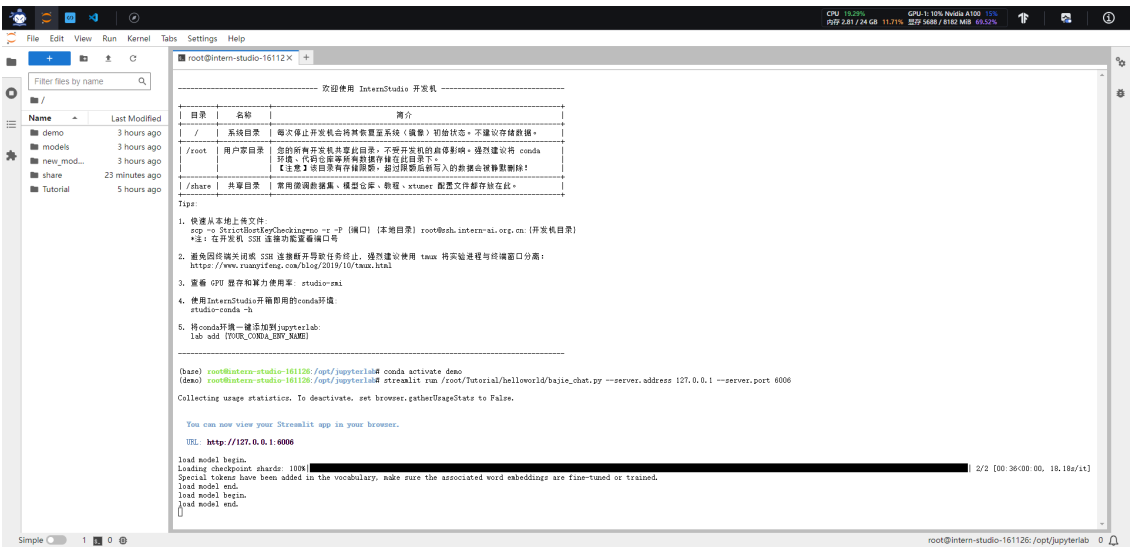 CPU 19.29% GPU-1: 10% Nvidia A100 15%
内存 2.81 / 24 GB 11.71% 显存 5688 / 8182 MiB 69.52%
File Edit View Run Kernel Tabs Settings Help
root@intern-studio-16112
Filter files by name
/
Name Last Modified
demo 3 hours ago
models 3 hours ago
new_mod... 3 hours ago
share 23 minutes ago
Tutorial 5 hours ago
欢迎使用 InternStudio 开发机
目录 名称 简介
/ 系统目录 每次停止开发机会将其恢复至系统（镜像）初始状态。不建议存储数据。
/root 用户家目录 您的所有开发机共享此目录，不受开发机的启停影响。强烈建议将 conda
环境、代码仓库等所有数据存储在此目录下。
【注意】该目录有存储限额，超过限额后新写入的数据会被静默删除！
/share 共享目录 常用微调数据集、模型仓库、教程、xtuner 配置文件都存放在此。
Tips:
1. 快速从本地上传文件:
scp -o StrictHostKeyChecking=no -r -P {端口} {本地目录} root@ssh.intern-ai.org.cn:{开发机目录}
*注: 在开发机 SSH 连接功能查看端口号
2. 避免因终端关闭或 SSH 连接断开导致任务终止，强烈建议使用 tmux 将实验进程与终端窗口分离:
https://www.ruanyifeng.com/blog/2019/10/tmux.html
3. 查看 GPU 显存和算力使用率: studio-smi
4. 使用InternStudio开箱即用的conda环境:
studio-conda -h
5. 将conda环境一键添加到jupyterlab:
lab add {YOUR_CONDA_ENV_NAME}
(base) root@intern-studio-161126:/opt/jupyterlab# conda activate demo
(demo) root@intern-studio-161126:/opt/jupyterlab# streamlit run /root/Tutorial/helloworld/bajie_chat.py --server.address 127.0.0.1 --server.port 6006
Collecting usage statistics. To deactivate, set browser.gatherUsageStats to False.
You can now view your Streamlit app in your browser.
URL: http://127.0.0.1:6006
load model begin.
Loading checkpoint shards: 100%| | 2/2 [00:36<00:00, 18.18s/it]
Special tokens have been added in the vocabulary, make sure the associated word embeddings are fine-tuned or trained.
load model end.
load model begin.
load model end.
Simple 1 0 root@intern-studio-161126: /opt/jupyterlab 0